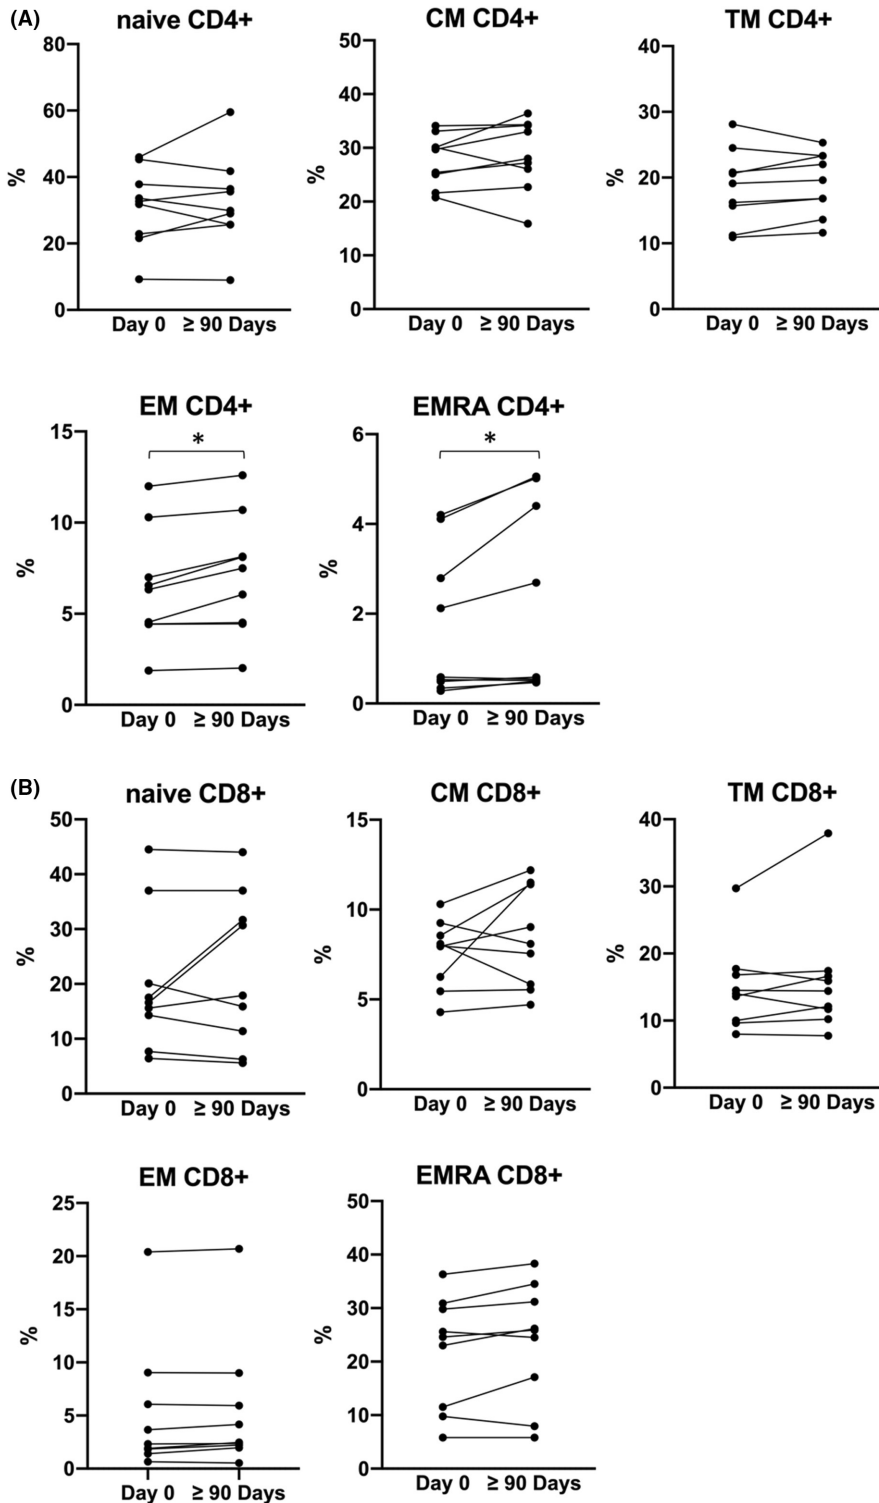 (A)
naive CD4+
80
60
40
20
0
%
Day 0 ≥ 90 Days
CM CD4+
50
40
30
20
10
0
%
Day 0 ≥ 90 Days
TM CD4+
40
30
20
10
0
%
Day 0 ≥ 90 Days
EM CD4+
15
10
5
0
%
*
Day 0 ≥ 90 Days
EMRA CD4+
6
4
2
0
%
*
Day 0 ≥ 90 Days
(B)
naive CD8+
50
40
30
20
10
0
%
Day 0 ≥ 90 Days
CM CD8+
15
10
5
0
%
Day 0 ≥ 90 Days
TM CD8+
40
30
20
10
0
%
Day 0 ≥ 90 Days
EM CD8+
25
20
15
10
5
0
%
Day 0 ≥ 90 Days
EMRA CD8+
50
40
30
20
10
0
%
Day 0 ≥ 90 Days